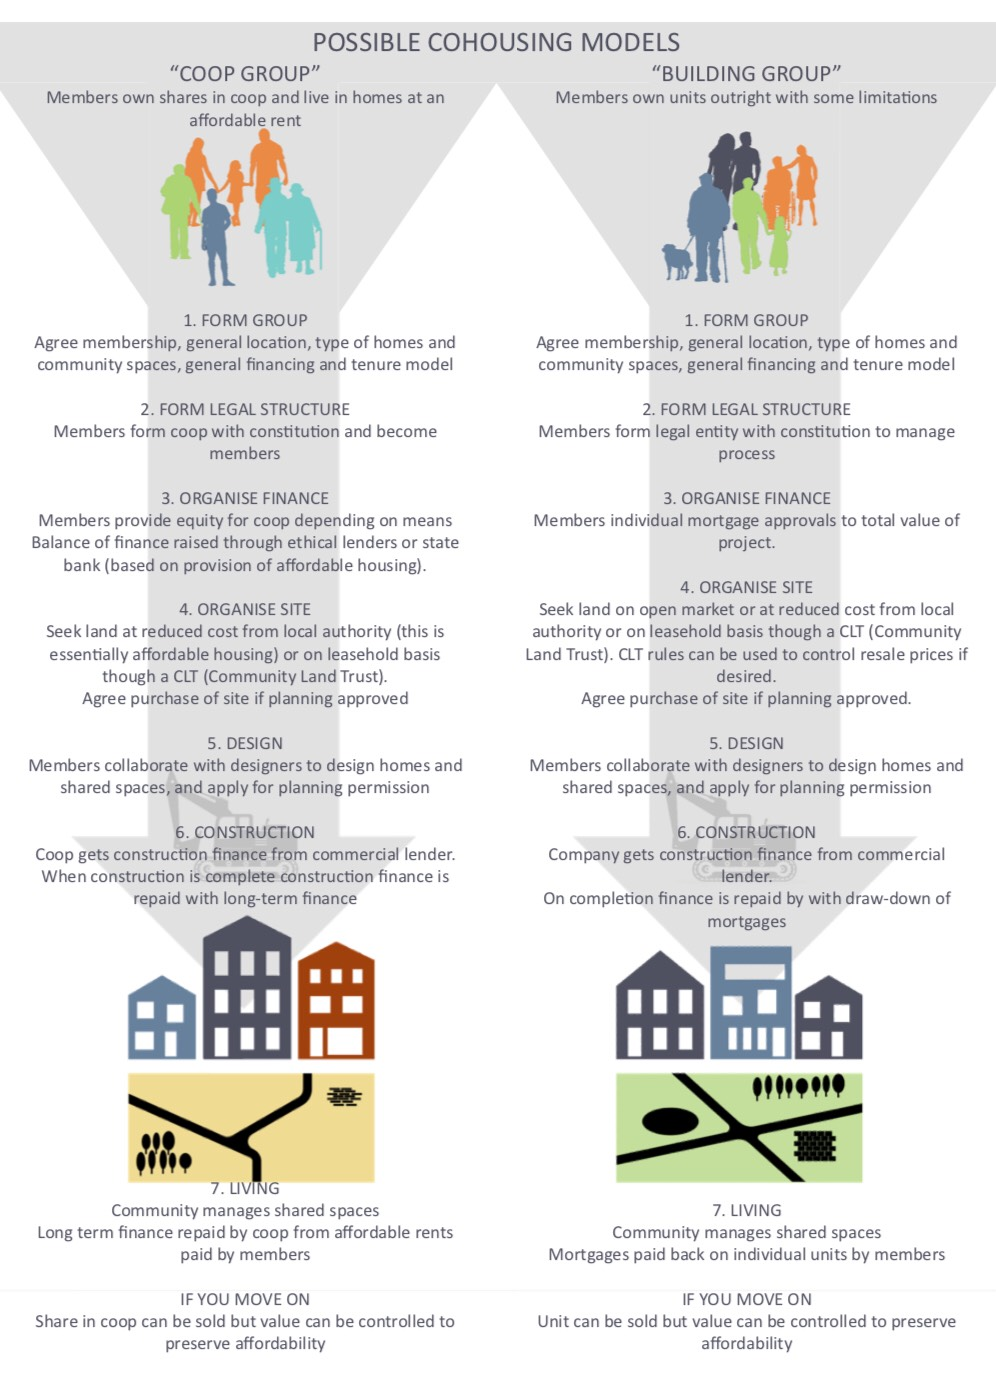 POSSIBLE COHOUSING MODELS
“COOP GROUP”
Members own shares in coop and live in homes at an
affordable rent
1. FORM GROUP
Agree membership, general location, type of homes and
community spaces, general financing and tenure model
2. FORM LEGAL STRUCTURE
Members form coop with constitution and become
members
3. ORGANISE FINANCE
Members provide equity for coop depending on means
Balance of finance raised through ethical lenders or state
bank (based on provision of affordable housing).
4. ORGANISE SITE
Seek land at reduced cost from local authority (this is
essentially affordable housing) or on leasehold basis
though a CLT (Community Land Trust).
Agree purchase of site if planning approved
5. DESIGN
Members collaborate with designers to design homes and
shared spaces, and apply for planning permission
6. CONSTRUCTION
Coop gets construction finance from commercial lender.
When construction is complete construction finance is
repaid with long-term finance
7. LIVING
Community manages shared spaces
Long term finance repaid by coop from affordable rents
paid by members
IF YOU MOVE ON
Share in coop can be sold but value can be controlled to
preserve affordability
“BUILDING GROUP”
Members own units outright with some limitations
1. FORM GROUP
Agree membership, general location, type of homes and
community spaces, general financing and tenure model
2. FORM LEGAL STRUCTURE
Members form legal entity with constitution to manage
process
3. ORGANISE FINANCE
Members individual mortgage approvals to total value of
project.
4. ORGANISE SITE
Seek land on open market or at reduced cost from local
authority or on leasehold basis though a CLT (Community
Land Trust). CLT rules can be used to control resale prices if
desired.
Agree purchase of site if planning approved.
5. DESIGN
Members collaborate with designers to design homes and
shared spaces, and apply for planning permission
6. CONSTRUCTION
Company gets construction finance from commercial
lender.
On completion finance is repaid by with draw-down of
mortgages
7. LIVING
Community manages shared spaces
Mortgages paid back on individual units by members
IF YOU MOVE ON
Unit can be sold but value can be controlled to preserve
affordability